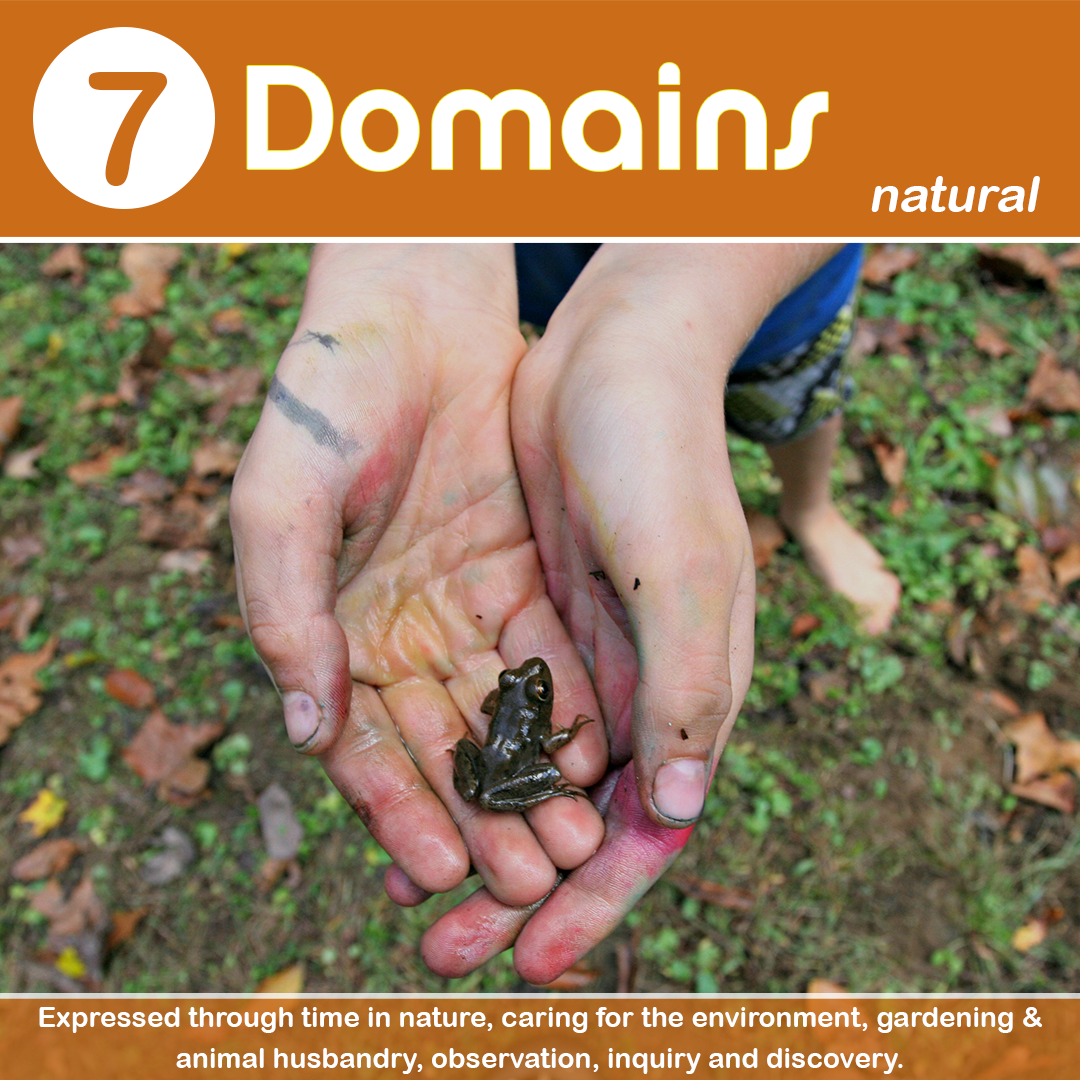 7 Domains
natural
Expressed through time in nature, caring for the environment, gardening &
animal husbandry, observation, inquiry and discovery.